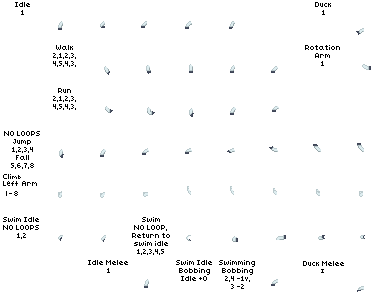 Idle
1
Duck
1
Walk
2,1,2,3,
4,5,4,3,
Rotation
Arm
1
Run
2,1,2,3,
4,5,4,3,
NO LOOPS
Jump
1,2,3,4
Fall
5,6,7,8
Climb
Left Arm
1-8
Swim Idle
NO LOOPS
1,2
Swim
NO LOOP,
Return to
swim idle
1,2,3,4,5
Idle Melee
1
Swim Idle
Bobbing
Idle +0
Swimming
Bobbing
2,4 -1v,
3 -2
Duck Melee
1